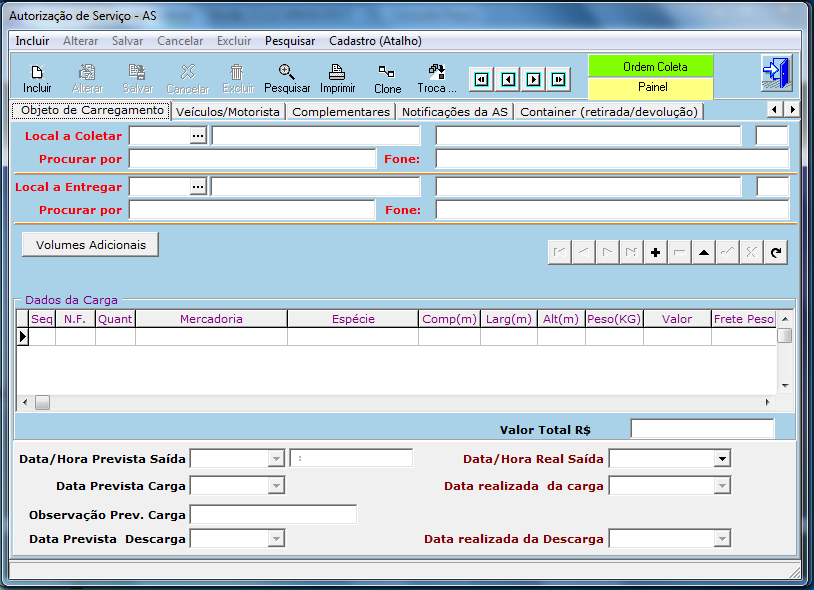 Autorização de Serviço - AS
Incluir Alterar Salvar Cancelar Excluir Pesquisar Cadastro (Atalho)
Incluir Alterar Salvar Cancelar Excluir Pesquisar Imprimir Clone Troca ...
Ordem Coleta
Painel
Objeto de Carregamento Veículos/Motorista Complementares Notificações da AS Container (retirada/devolução)
Local a Coletar ...
Procurar por Fone:
Local a Entregar ...
Procurar por Fone:
Volumes Adicionais
Dados da Carga
Seq N.F. Quant Mercadoria Espécie Comp(m) Larg(m) Alt(m) Peso(KG) Valor Frete Peso
Valor Total R$
Data/Hora Prevista Saída : Data/Hora Real Saída
Data Prevista Carga Data realizada da carga
Observação Prev. Carga
Data Prevista Descarga Data realizada da Descarga